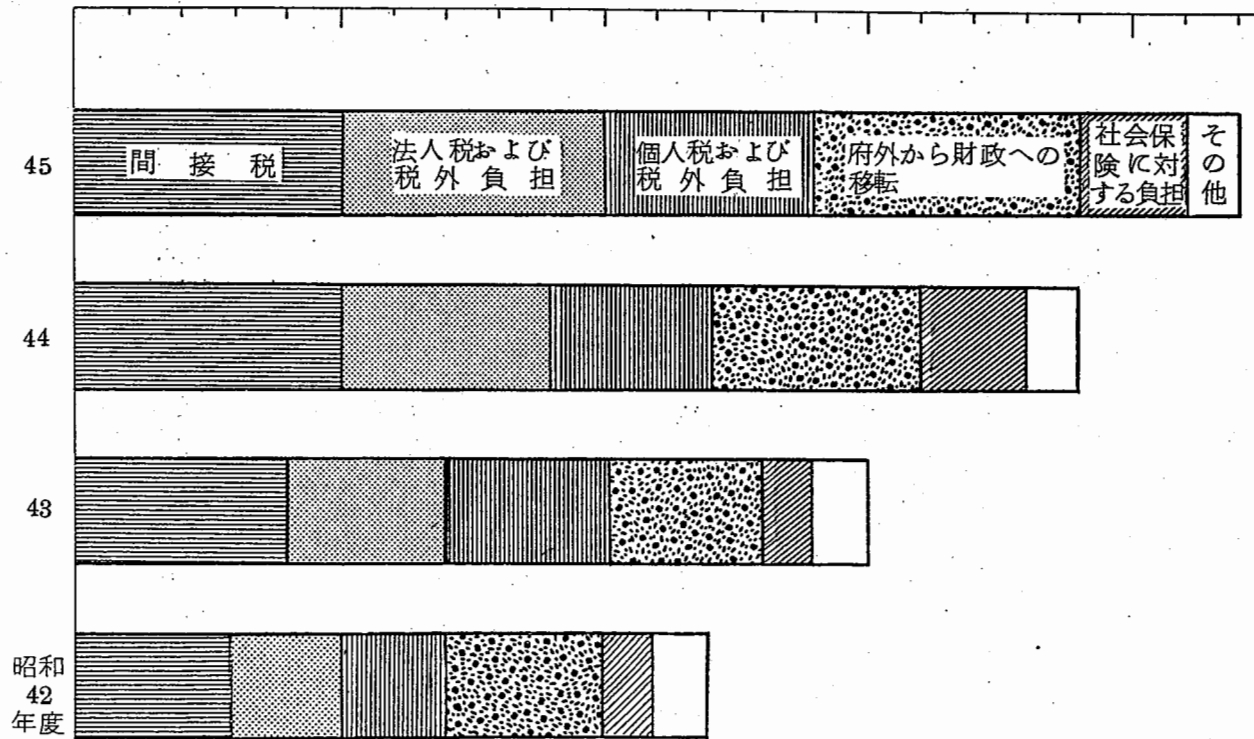 45
間接税
法人税および
税外負担
個人税および
税外負担
府外から財政への
移転
社会保
険に対
する負担
その他
44
43
昭和
42
年度